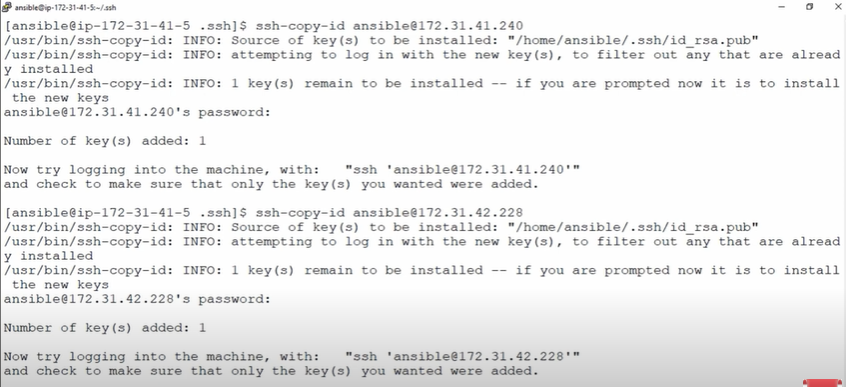 ansible@ip-172-31-41-5:~/.ssh
[ansible@ip-172-31-41-5 .ssh]$ ssh-copy-id ansible@172.31.41.240
/usr/bin/ssh-copy-id: INFO: Source of key(s) to be installed: "/home/ansible/.ssh/id_rsa.pub"
/usr/bin/ssh-copy-id: INFO: attempting to log in with the new key(s), to filter out any that are alread
y installed
/usr/bin/ssh-copy-id: INFO: 1 key(s) remain to be installed -- if you are prompted now it is to install
 the new keys
ansible@172.31.41.240's password:
Number of key(s) added: 1
Now try logging into the machine, with:   "ssh 'ansible@172.31.41.240'"
and check to make sure that only the key(s) you wanted were added.
[ansible@ip-172-31-41-5 .ssh]$ ssh-copy-id ansible@172.31.42.228
/usr/bin/ssh-copy-id: INFO: Source of key(s) to be installed: "/home/ansible/.ssh/id_rsa.pub"
/usr/bin/ssh-copy-id: INFO: attempting to log in with the new key(s), to filter out any that are alread
y installed
/usr/bin/ssh-copy-id: INFO: 1 key(s) remain to be installed -- if you are prompted now it is to install
 the new keys
ansible@172.31.42.228's password:
Number of key(s) added: 1
Now try logging into the machine, with:   "ssh 'ansible@172.31.42.228'"
and check to make sure that only the key(s) you wanted were added.